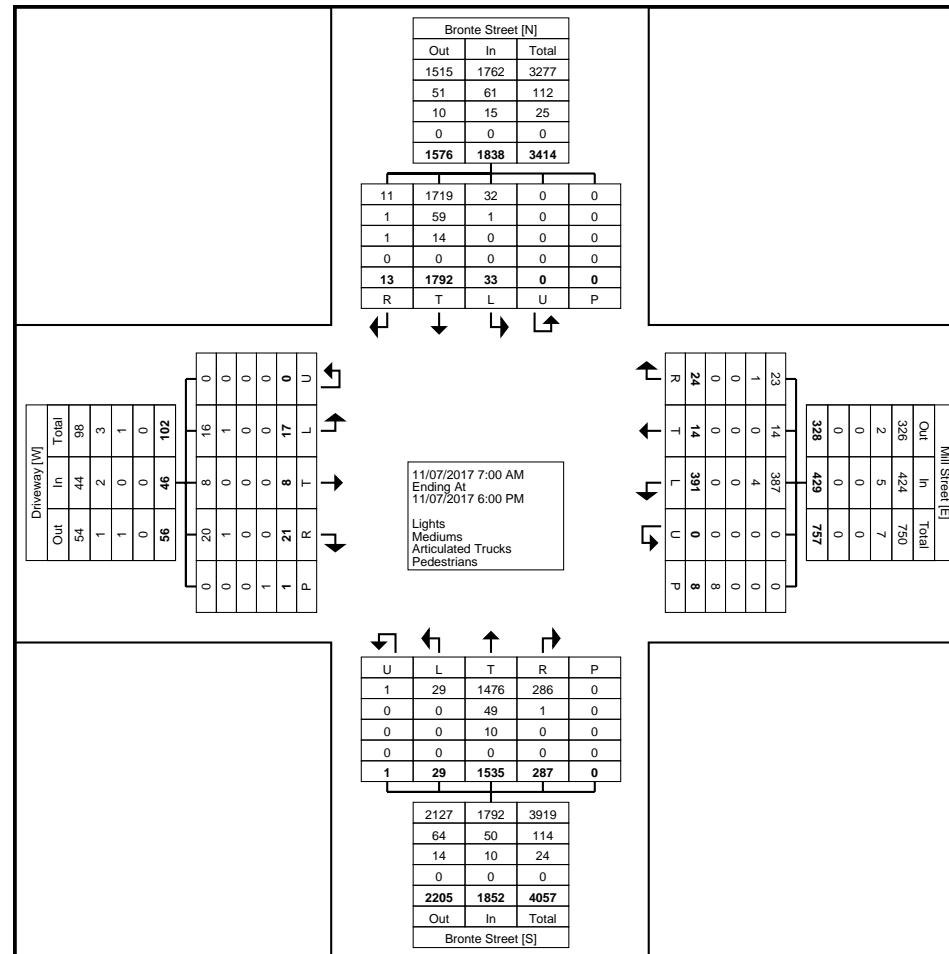 Bronte Street [N]
Out In Total
1515 1762 3277
51 61 112
10 15 25
0 0 0
1576 1838 3414
11 1719 32 0 0
1 59 1 0 0
1 14 0 0 0
0 0 0 0 0
13 1792 33 0 0
R T L U P
Driveway [W]
Total 98 3 1 0 102
In 44 2 0 0 46
Out 54 1 1 0 56
0 0 0 0 0 U
16 1 0 0 17 L
8 0 0 0 8 T
20 1 0 0 21 R
0 0 0 1 1 P
11/07/2017 7:00 AM
Ending At
11/07/2017 6:00 PM
Lights
Mediums
Articulated Trucks
Pedestrians
R 24 0 0 1 23
T 14 0 0 0 14
L 391 0 0 4 387
U 0 0 0 0 0
P 8 8 0 0 0
328 0 0 2 326 Out
429 0 0 5 424 In
757 0 0 7 750 Total
Mill Street [E]
U L T R P
1 29 1476 286 0
0 0 49 1 0
0 0 10 0 0
0 0 0 0 0
1 29 1535 287 0
2127 1792 3919
64 50 114
14 10 24
0 0 0
2205 1852 4057
Out In Total
Bronte Street [S]